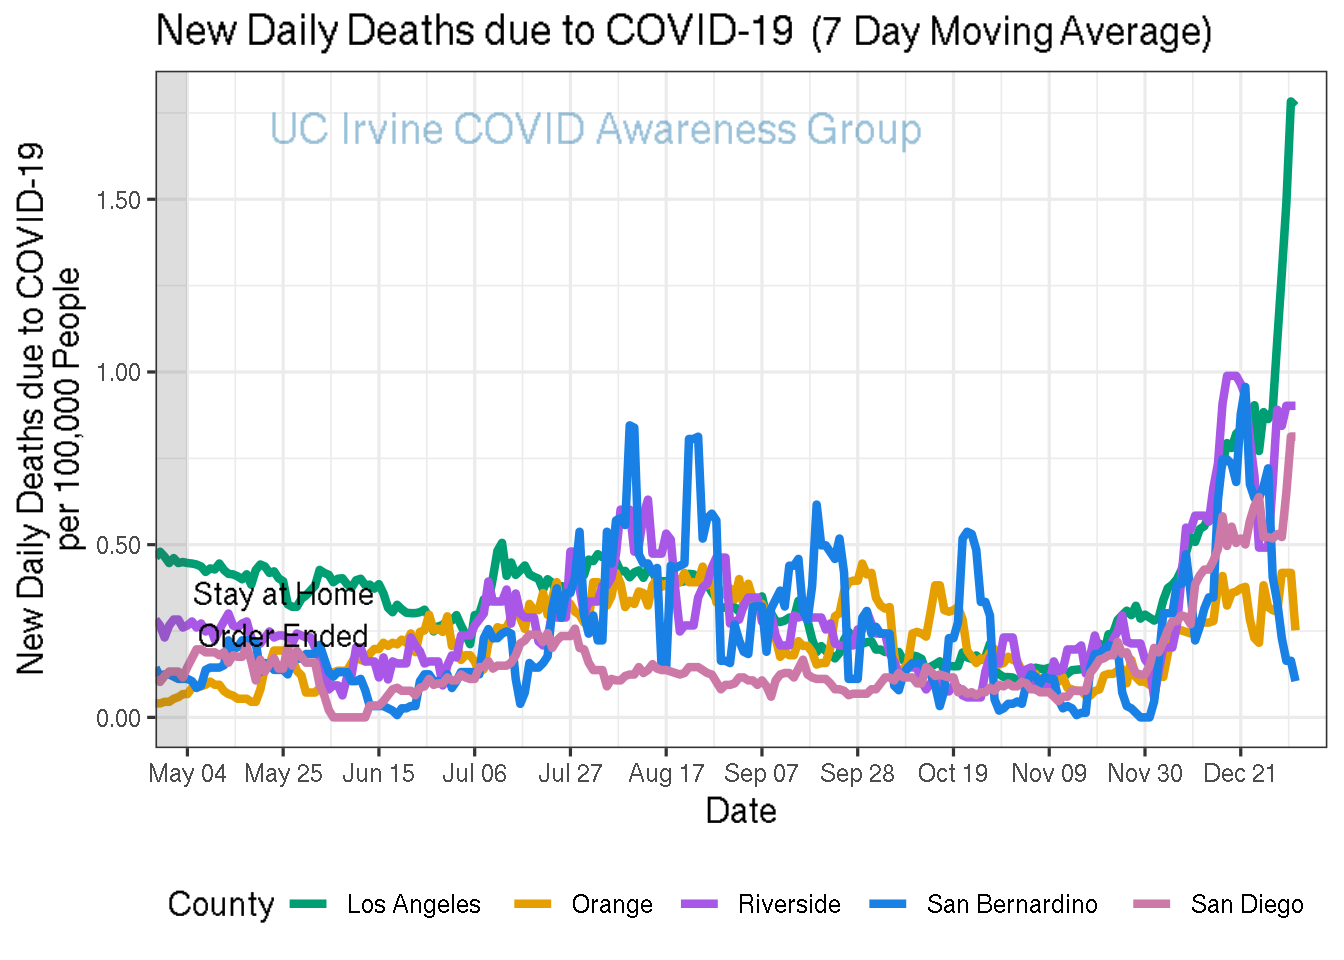 New Daily Deaths due to COVID-19 (7 Day Moving Average)
UC Irvine COVID Awareness Group
New Daily Deaths due to COVID-19
per 100,000 People
1.50
1.00
0.50
0.00
Stay at Home
Order Ended
May 04 May 25 Jun 15 Jul 06 Jul 27 Aug 17 Sep 07 Sep 28 Oct 19 Nov 09 Nov 30 Dec 21
Date
County Los Angeles Orange Riverside San Bernardino San Diego